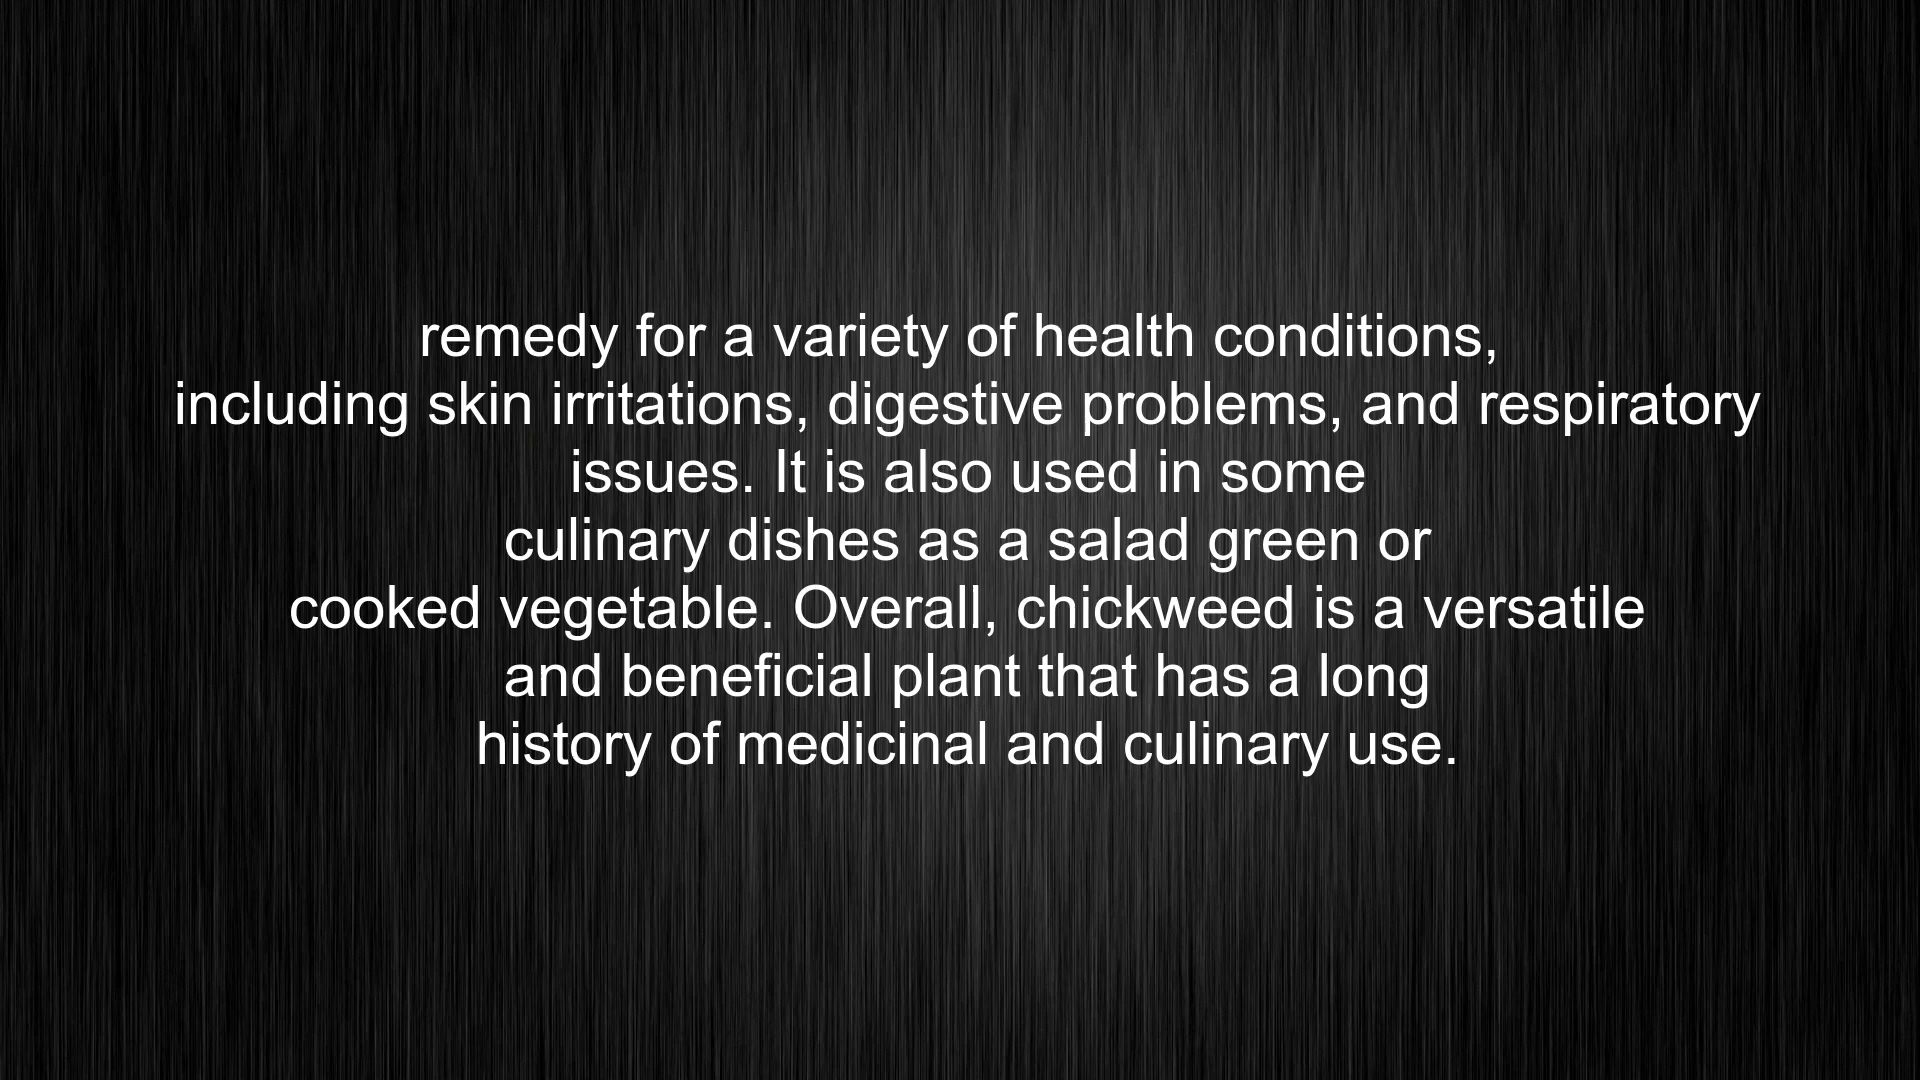 remedy for a variety of health conditions,
including skin irritations, digestive problems, and respiratory
issues. It is also used in some
culinary dishes as a salad green or
cooked vegetable. Overall, chickweed is a versatile
and beneficial plant that has a long
history of medicinal and culinary use.